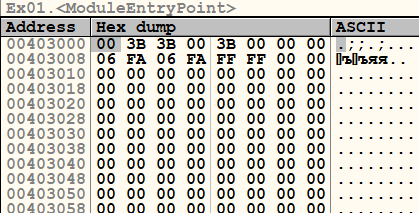 Ex01.<ModuleEntryPoint>
Address Hex dump ASCII
00403000 00 3B 3B 00 3B 00 00 00 .;;.;...
00403008 06 FA 06 FA FF FF 00 00 ъъяя..
00403010 00 00 00 00 00 00 00 00 ........
00403018 00 00 00 00 00 00 00 00 ........
00403020 00 00 00 00 00 00 00 00 ........
00403028 00 00 00 00 00 00 00 00 ........
00403030 00 00 00 00 00 00 00 00 ........
00403038 00 00 00 00 00 00 00 00 ........
00403040 00 00 00 00 00 00 00 00 ........
00403048 00 00 00 00 00 00 00 00 ........
00403050 00 00 00 00 00 00 00 00 ........
00403058 00 00 00 00 00 00 00 00 ........